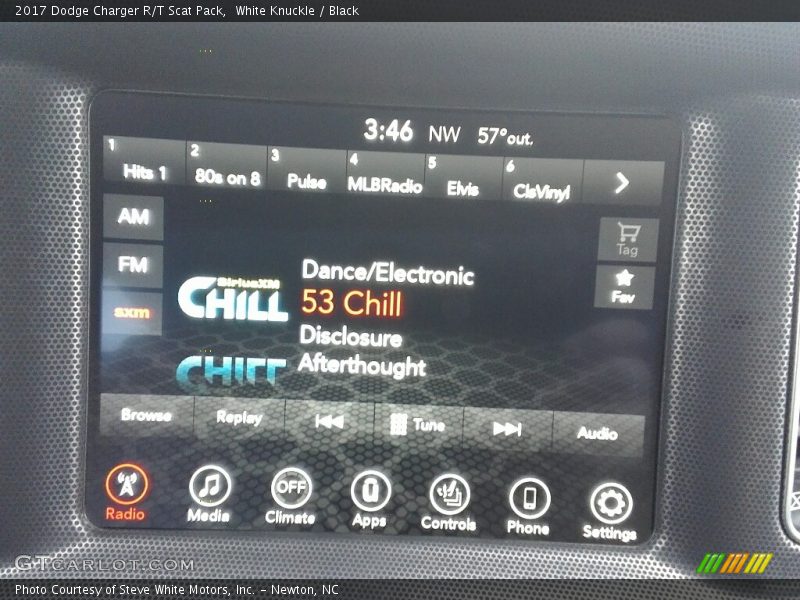 2017 Dodge Charger R/T Scat Pack, White Knuckle / Black
3:46 NW 57° out.
1 Hits 1
2 80s on 8
3 Pulse
4 MLBRadio
5 Elvis
6 ClsVinyl
AM
FM
sxm
Tag
Fav
SiriusXM
CHILL
Dance/Electronic
53 Chill
Disclosure
Afterthought
Browse Replay Tune Audio
Radio Media OFF Climate Apps Controls Phone Settings
GTCARLOT.COM
Photo Courtesy of Steve White Motors, Inc. – Newton, NC